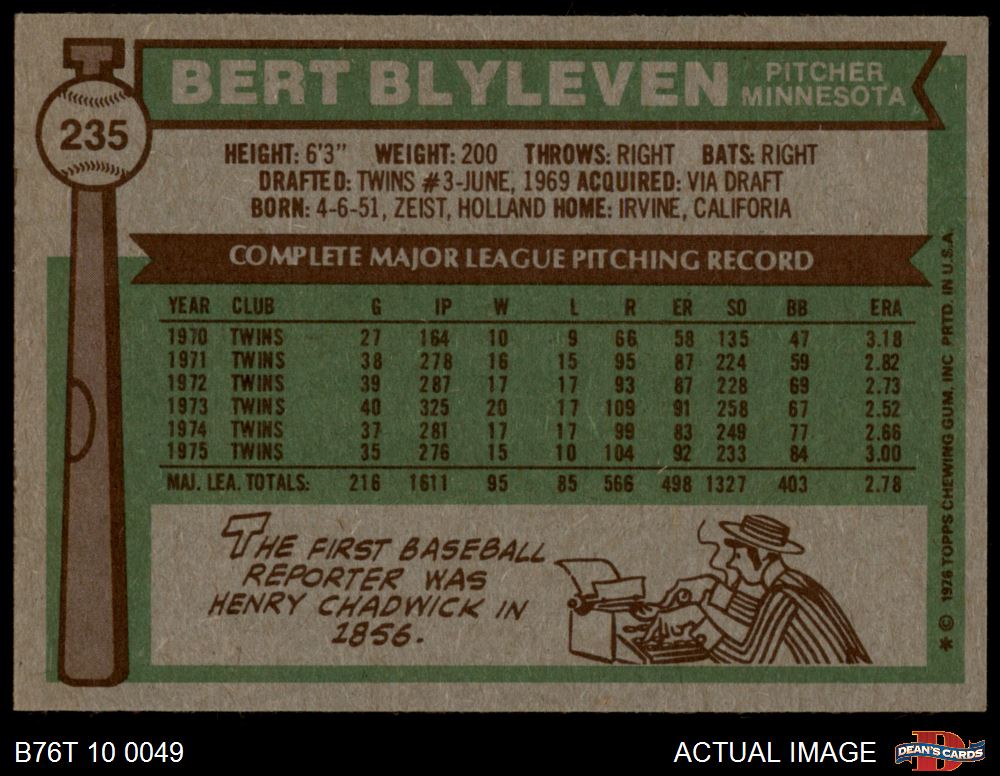 235
BERT BLYLEVEN PITCHER MINNESOTA
HEIGHT: 6'3" WEIGHT: 200 THROWS: RIGHT BATS: RIGHT
DRAFTED: TWINS #3-JUNE, 1969 ACQUIRED: VIA DRAFT
BORN: 4-6-51, ZEIST, HOLLAND HOME: IRVINE, CALIFORIA
COMPLETE MAJOR LEAGUE PITCHING RECORD
YEAR CLUB G IP W L R ER SO BB ERA
1970 TWINS 27 164 10 9 66 58 135 47 3.18
1971 TWINS 38 278 16 15 95 87 224 59 2.82
1972 TWINS 39 287 17 17 93 87 228 69 2.73
1973 TWINS 40 325 20 17 109 91 258 67 2.52
1974 TWINS 37 281 17 17 99 83 249 77 2.66
1975 TWINS 35 276 15 10 104 92 233 84 3.00
MAJ. LEA. TOTALS: 216 1611 95 85 566 498 1327 403 2.78
THE FIRST BASEBALL
REPORTER WAS
HENRY CHADWICK IN
1856.
* © 1976 TOPPS CHEWING GUM, INC PRTD. IN U.S.A.
B76T 10 0049 ACTUAL IMAGE DEAN'S CARDS